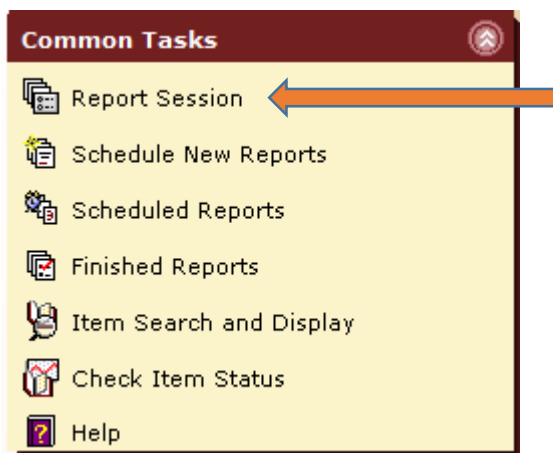 Common Tasks
Report Session
Schedule New Reports
Scheduled Reports
Finished Reports
Item Search and Display
Check Item Status
Help